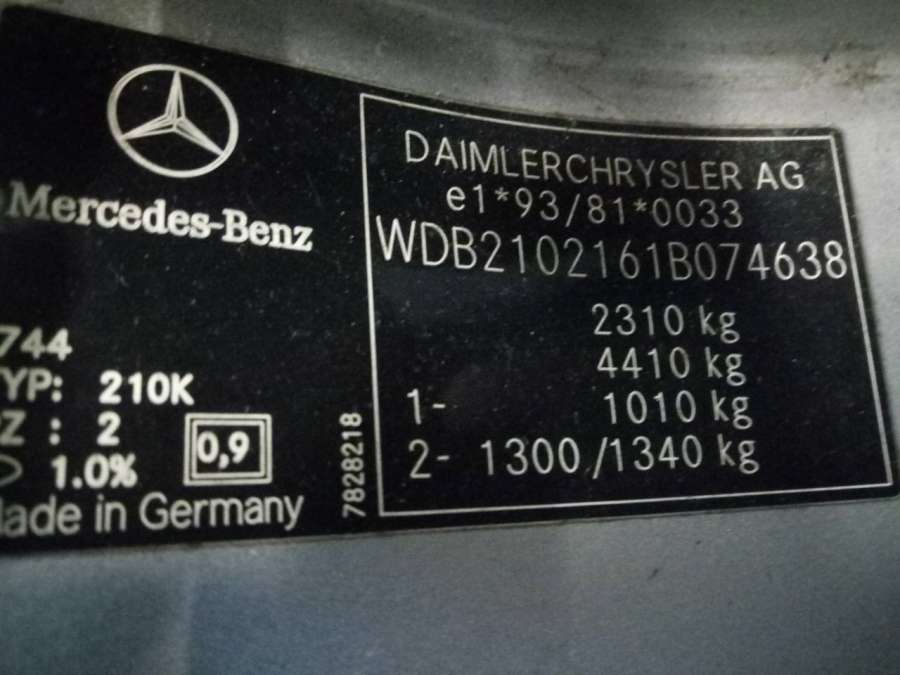 Mercedes-Benz
744
YP: 210K
Z : 2
1.0%
0,9
ade in Germany
7828218
DAIMLERCHRYSLER AG
e1*93/81*0033
WDB2102161B074638
2310 kg
4410 kg
1- 1010 kg
2- 1300/1340 kg